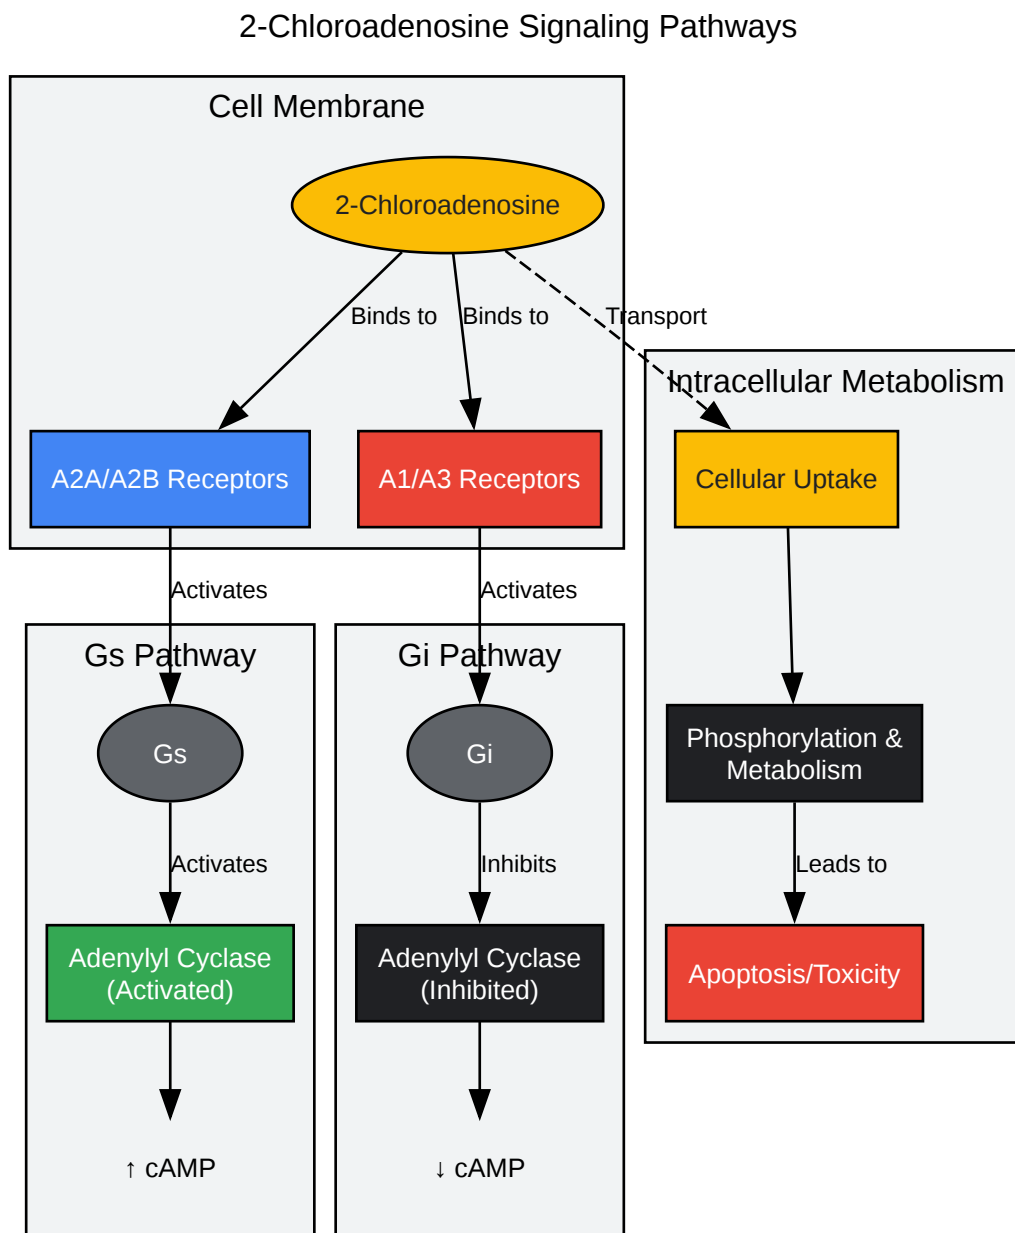 2-Chloroadenosine Signaling Pathways
Cell Membrane
2-Chloroadenosine
Binds to
Binds to
Transport
Intracellular Metabolism
A2A/A2B Receptors
A1/A3 Receptors
Cellular Uptake
Activates
Activates
Gs Pathway
Gi Pathway
Gs
Gi
Phosphorylation &
Metabolism
Activates
Inhibits
Leads to
Adenylyl Cyclase
(Activated)
Adenylyl Cyclase
(Inhibited)
Apoptosis/Toxicity
↑ cAMP
↓ cAMP